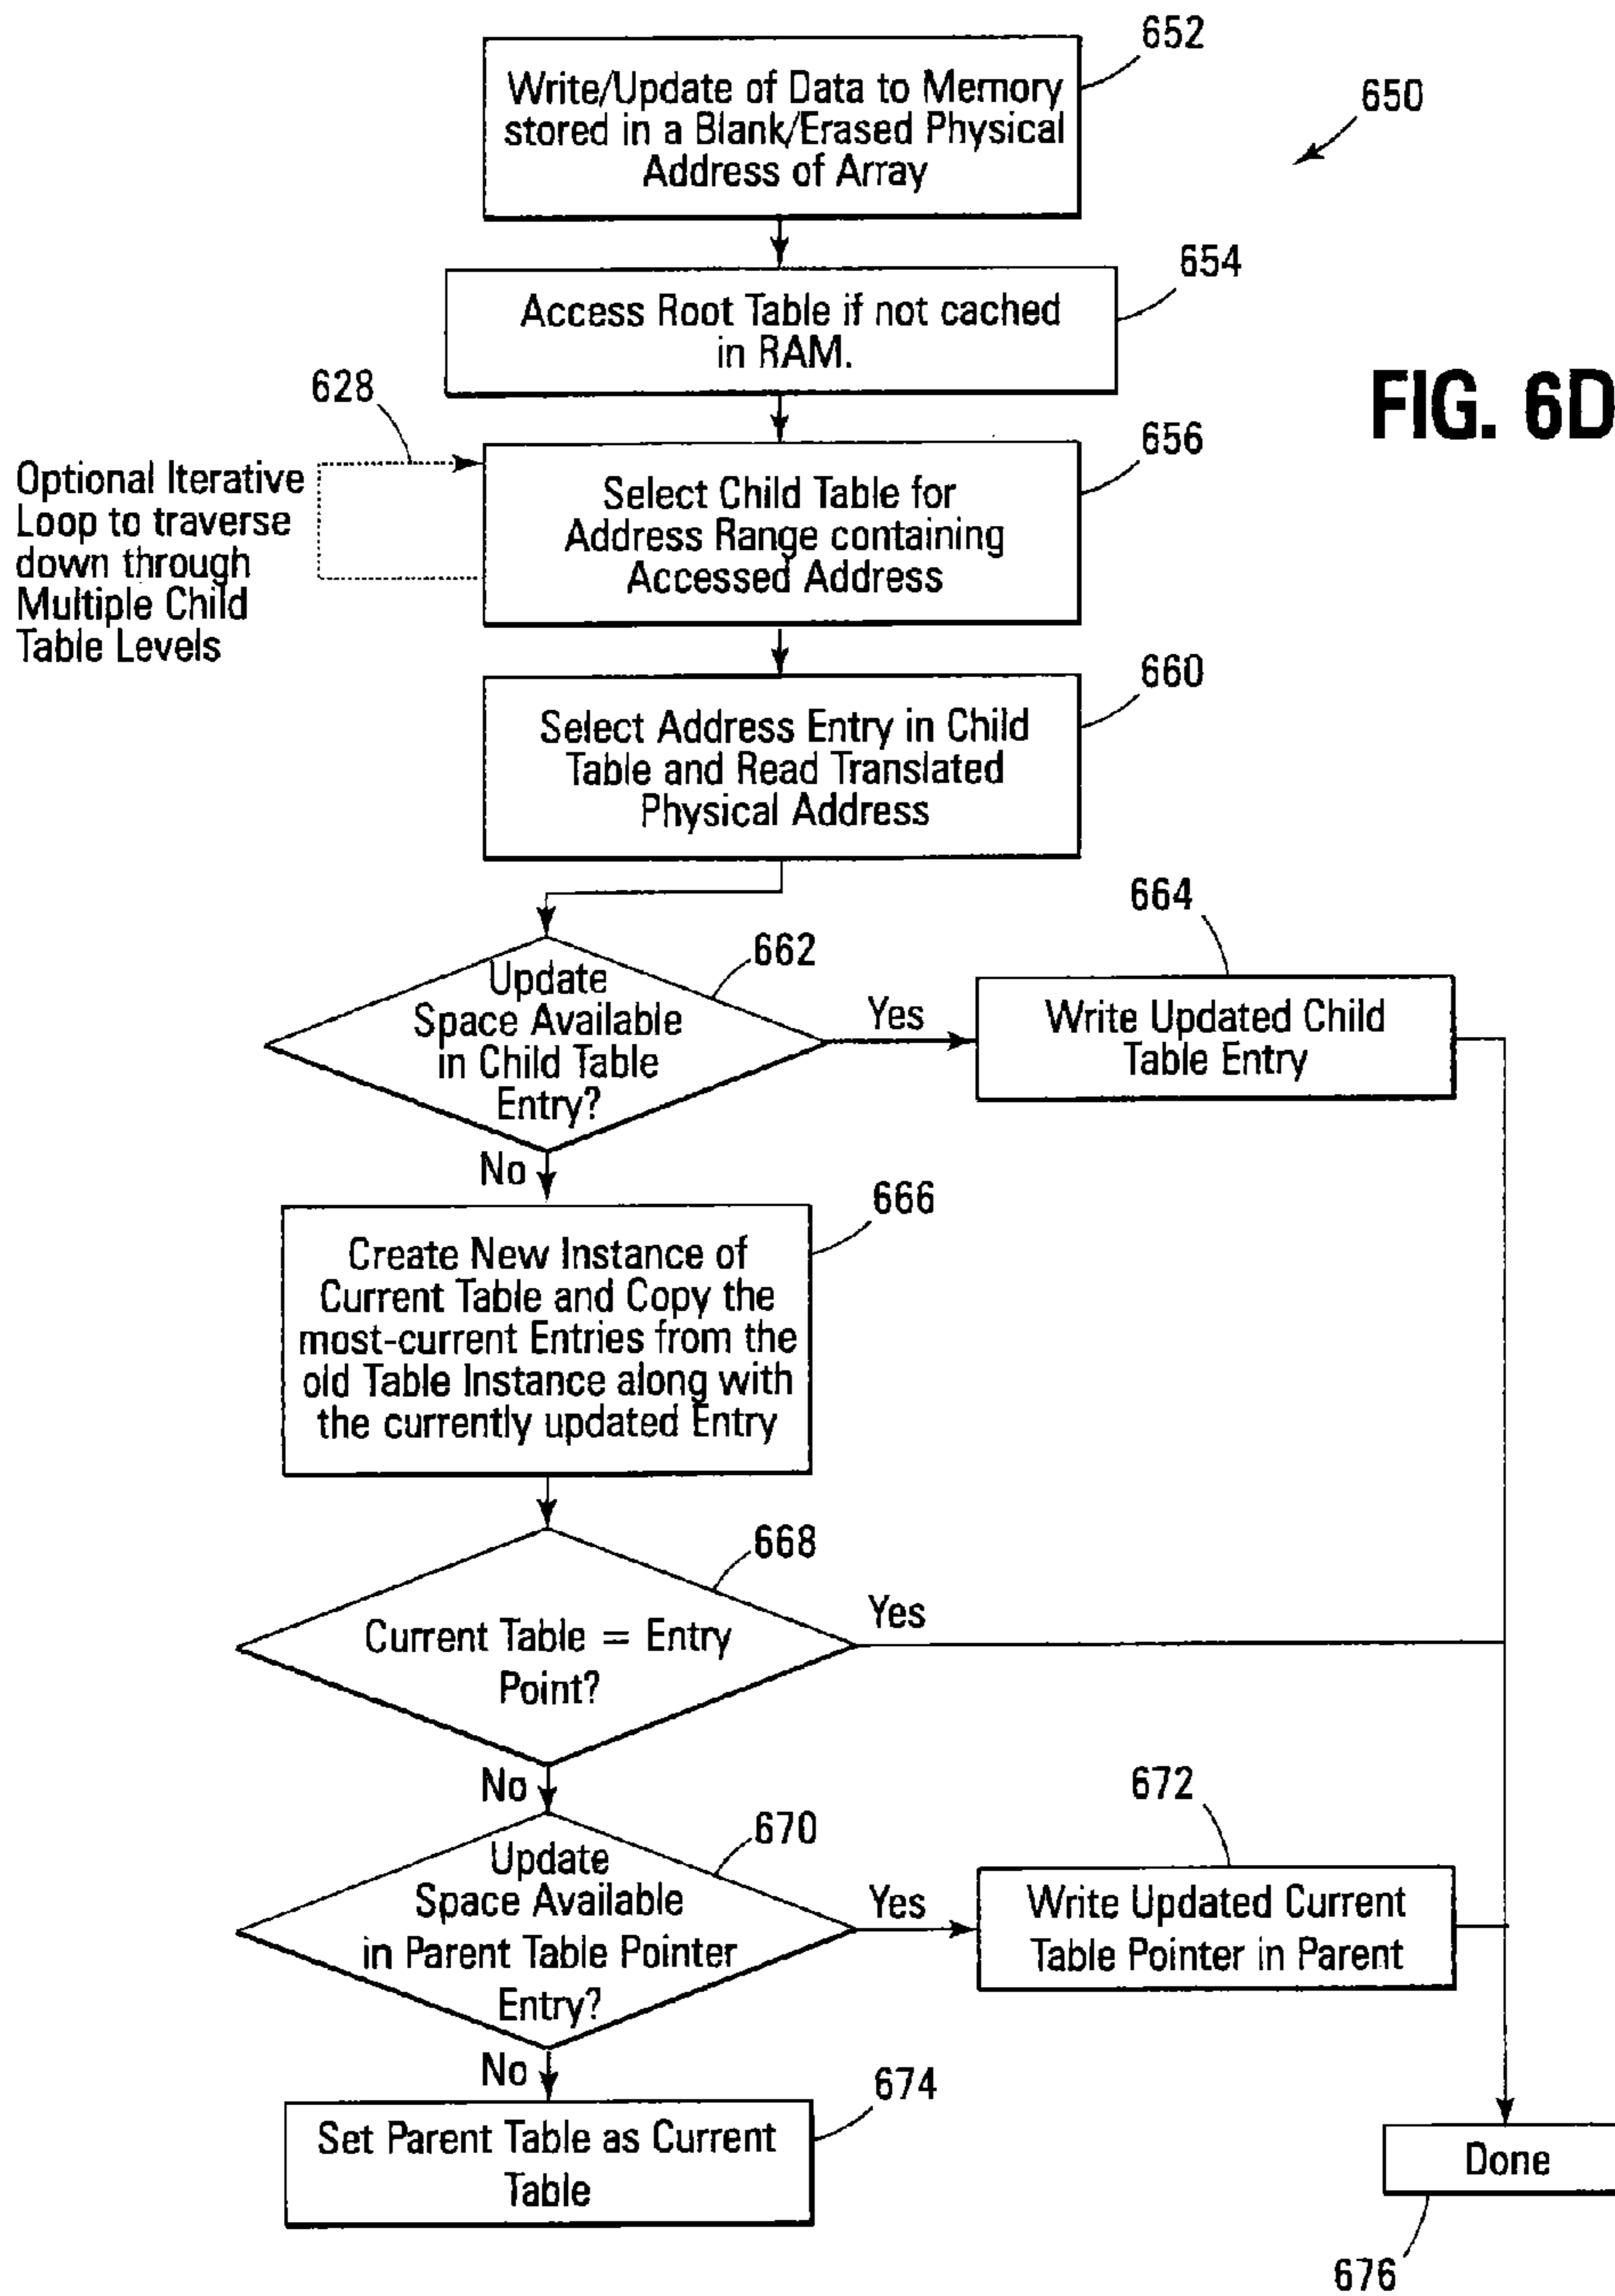 652
Write/Update of Data to Memory
stored in a Blank/Erased Physical
Address of Array
650
654
Access Root Table if not cached
in RAM.
FIG. 6D
628
Optional Iterative
Loop to traverse
down through
Multiple Child
Table Levels
656
Select Child Table for
Address Range containing
Accessed Address
660
Select Address Entry in Child
Table and Read Translated
Physical Address
662
Update
Space Available
in Child Table
Entry?
Yes
664
Write Updated Child
Table Entry
No
666
Create New Instance of
Current Table and Copy the
most-current Entries from the
old Table Instance along with
the currently updated Entry
668
Current Table = Entry
Point?
Yes
No
670
Update
Space Available
in Parent Table Pointer
Entry?
Yes
672
Write Updated Current
Table Pointer in Parent
No
674
Set Parent Table as Current
Table
Done
676